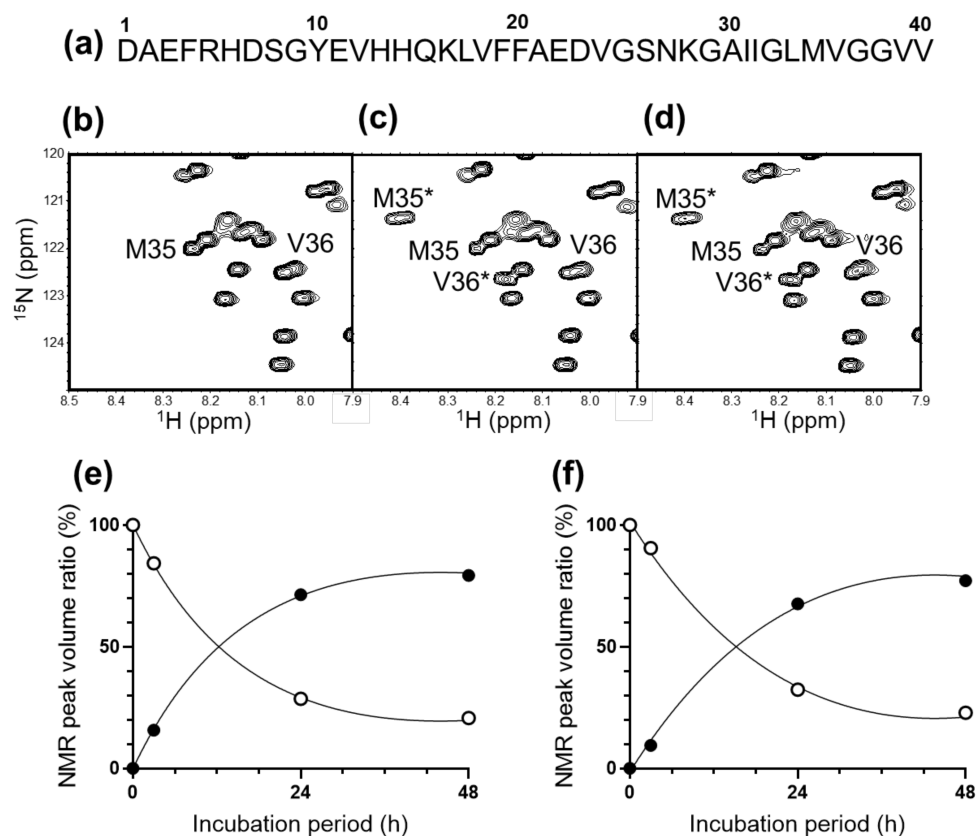 1 10 20 30 40
(a) DAEFRHDSGYEVHHQKLVFFAEDVGSNKGAIIGLMVGGVV
(b) (c) (d)
120
121
122
123
124
15N (ppm)
M35
V36
8.5 8.4 8.3 8.2 8.1 8.0 7.9
1H (ppm)
M35*
M35
V36
V36*
8.4 8.3 8.2 8.1 8.0 7.9
1H (ppm)
M35*
M35
V36
V36*
8.4 8.3 8.2 8.1 8.0 7.9
1H (ppm)
(e)
NMR peak volume ratio (%)
100
50
0
0 24 48
Incubation period (h)
(f)
NMR peak volume ratio (%)
100
50
0
0 24 48
Incubation period (h)